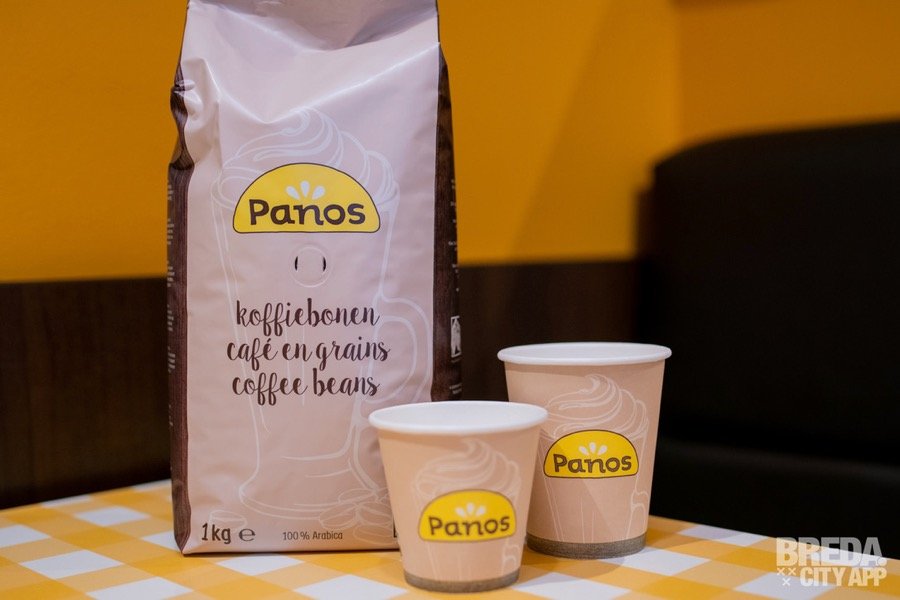 Panos
koffiebonen
café en grains
coffee beans
1kg ℮
100% Arabica
Panos
Panos
BREDA
CITY APP